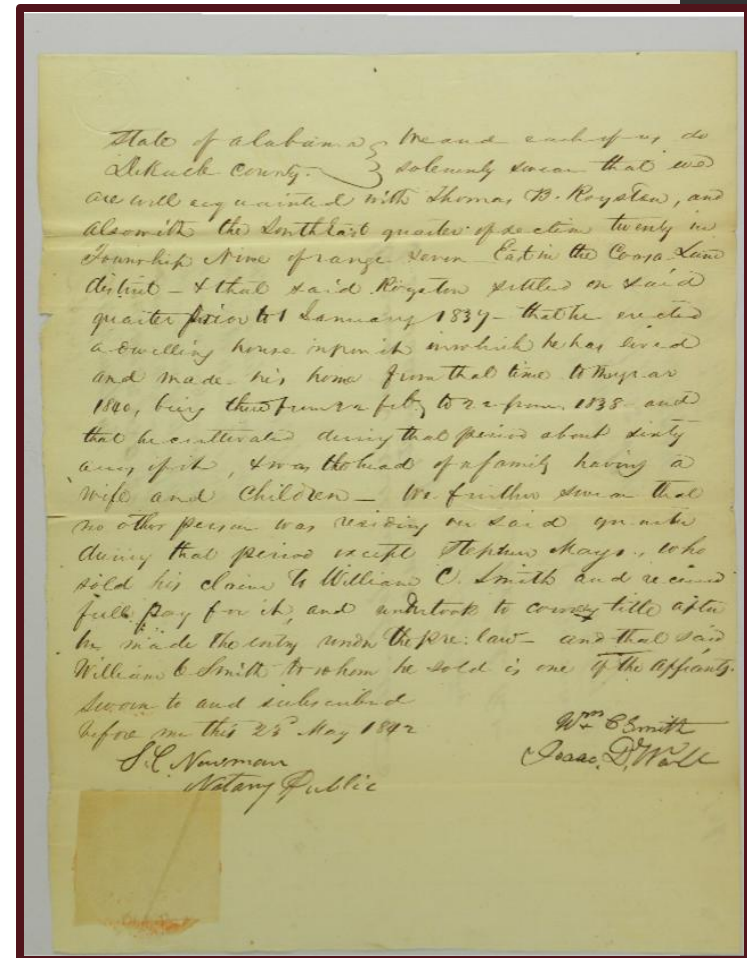 State of Alabama } We and each of us do
DeKalb County. } solemnly swear that we
are well acquainted with Thomas B. Royston, and
also with the South East quarter of section twenty in
Township Nine of range seven East in the Coosa Land
district - & that said Royston settled on said
quarter prior to 1 January 1837 - that he erected
a dwelling house upon it in which he has lived
and made his home from that time to the year
1840, being there from 22 feby to 22 1838 and
that he cultivated during that period about sixty
acres of it, & was the head of a family having a
wife and Children - We further swear that
no other person was residing on said quarter
during that period except Stephen Mays, who
sold his claim to William C. Smith and received
full pay for it, and undertook to convey title after
he made the entry under the pre: law - and that said
William C Smith to whom he sold is one of the affiants.
Sworn to and subscribed
before me this 25 May 1842
Wm C Smith
Isaac D.
S. C. Newman
Notary Public